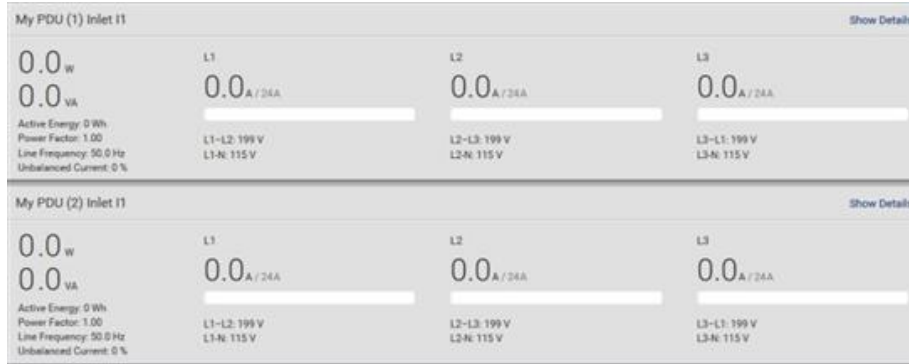 My PDU (1) Inlet I1 Show Details
0.0 W
0.0 VA
Active Energy: 0 Wh
Power Factor: 1.00
Line Frequency: 50.0 Hz
Unbalanced Current: 0 %
L1
0.0 A / 24A
L1-L2: 199 V
L1-N: 115 V
L2
0.0 A / 24A
L2-L3: 199 V
L2-N: 115 V
L3
0.0 A / 24A
L3-L1: 199 V
L3-N: 115 V
My PDU (2) Inlet I1 Show Details
0.0 W
0.0 VA
Active Energy: 0 Wh
Power Factor: 1.00
Line Frequency: 50.0 Hz
Unbalanced Current: 0 %
L1
0.0 A / 24A
L1-L2: 199 V
L1-N: 115 V
L2
0.0 A / 24A
L2-L3: 199 V
L2-N: 115 V
L3
0.0 A / 24A
L3-L1: 199 V
L3-N: 115 V